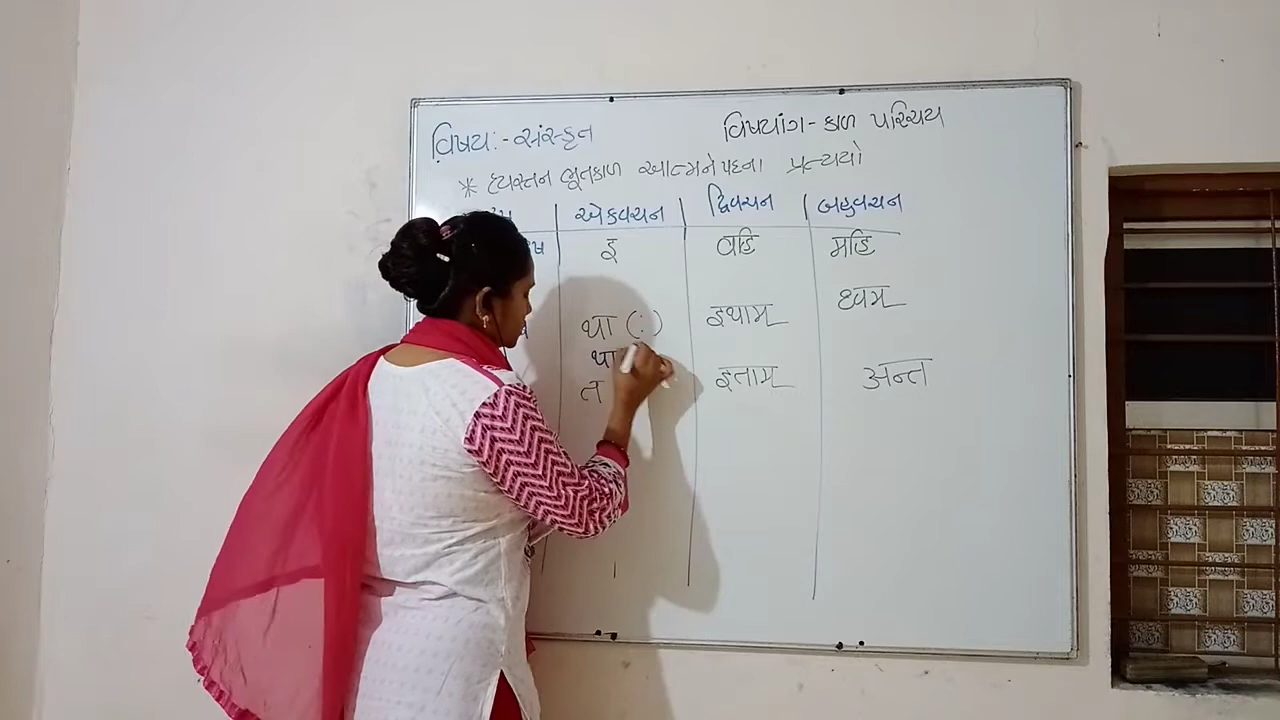 વિષય:- સંસ્કૃત વિષયાંગ - કાળ પરિચય
* હ્યસ્તન ભૂતકાળ આત્મનેપદના પ્રત્યયો
એકવચન દ્વિવચન બહુવચન
इ वहि महि
था (:) इथाम् ध्वम्
था
त इताम् अन्त